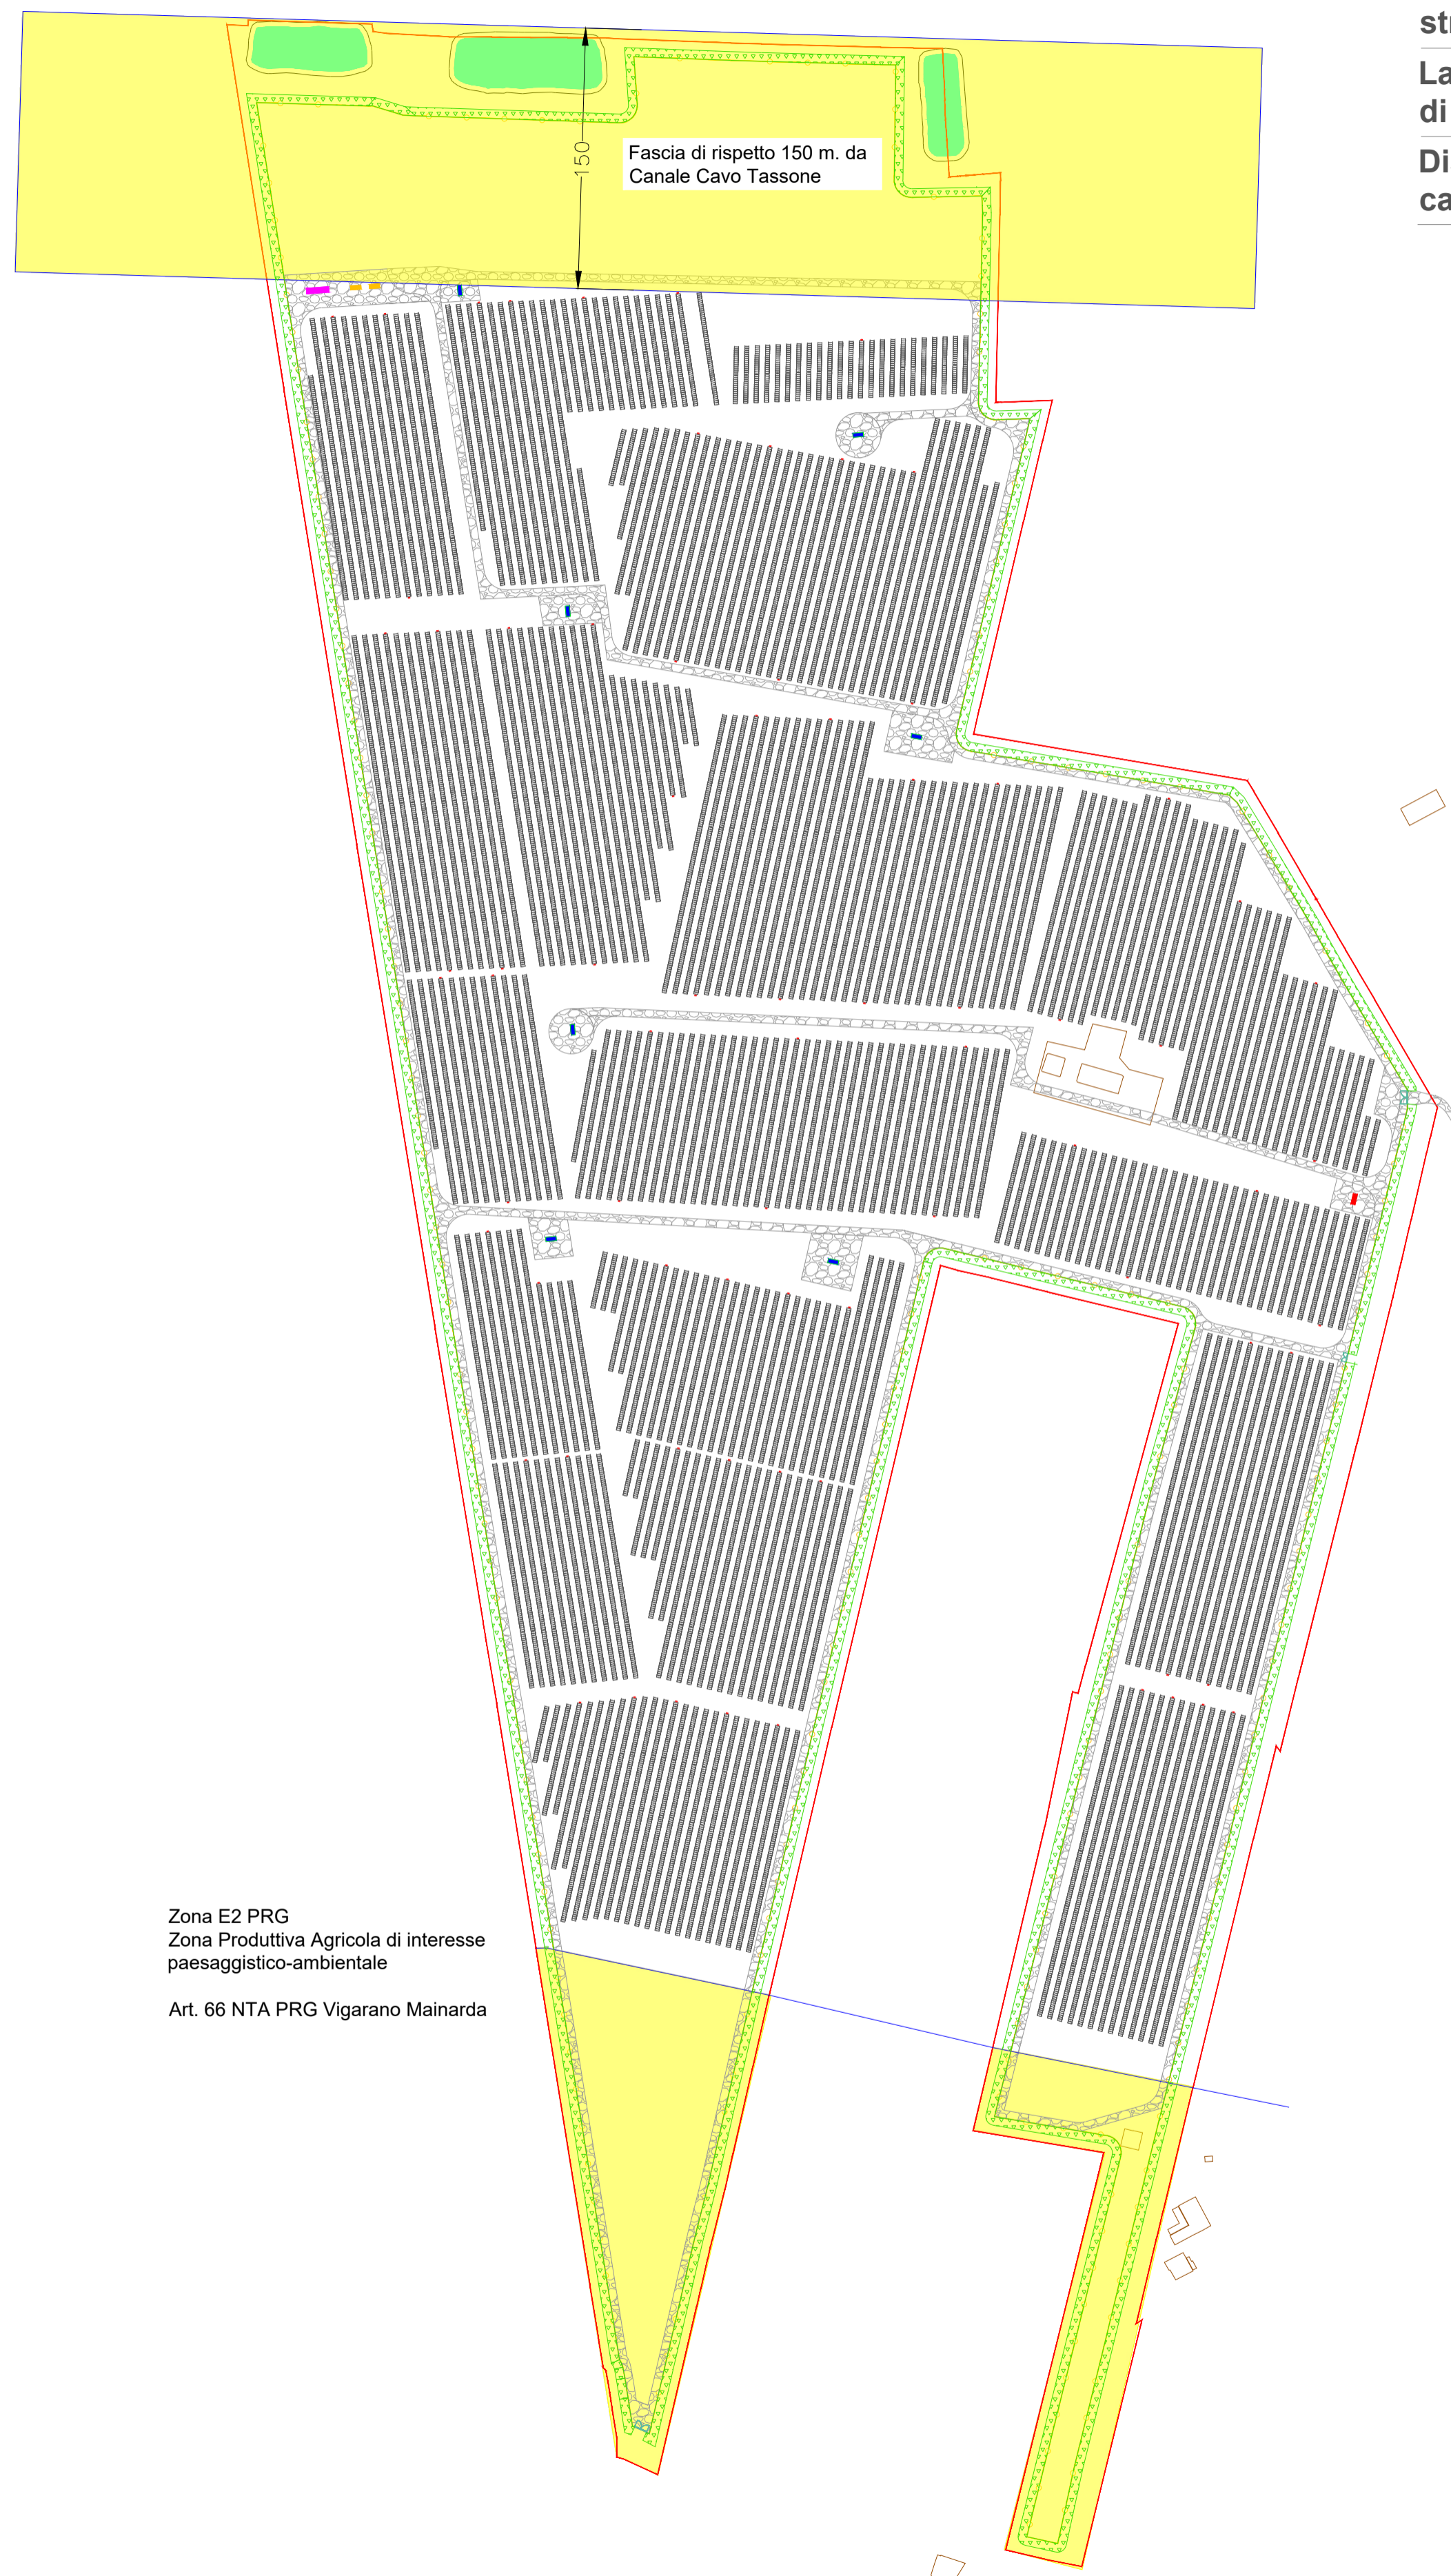 str
La
di
Di
ca
150
Fascia di rispetto 150 m. da
Canale Cavo Tassone
Zona E2 PRG
Zona Produttiva Agricola di interesse
paesaggistico-ambientale
Art. 66 NTA PRG Vigarano Mainarda